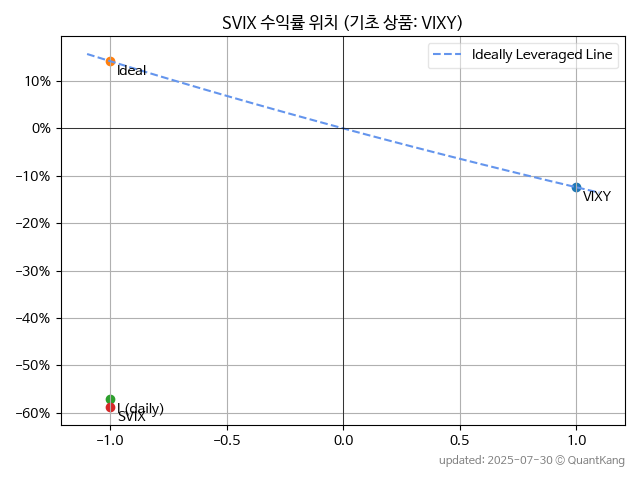 SVIX 수익률 위치 (기초 상품: VIXY)
Ideally Leveraged Line
10%
0%
−10%
−20%
−30%
−40%
−50%
−60%
Ideal
VIXY
(daily)
SVIX
−1.0
−0.5
0.0
0.5
1.0
updated: 2025-07-30 © QuantKang